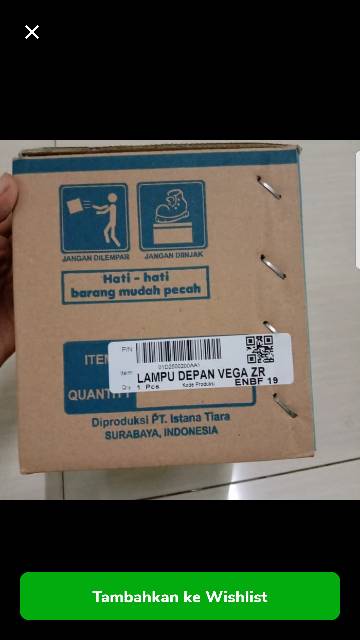 JANGAN DILEMPAR
JANGAN DIINJAK
Hati - hati
barang mudah pecah
ITEM
P/N
Item
LAMPU DEPAN VEGA ZR
Qty 1 Pcs Kode Produksi ENBF 19
QUANTITY
Diproduksi PT. Istana Tiara
SURABAYA, INDONESIA
Tambahkan ke Wishlist